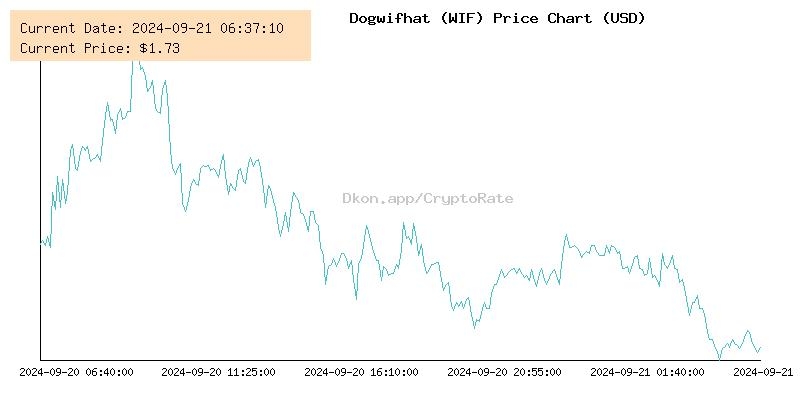 Dogwifhat (WIF) Price Chart (USD)
Current Date: 2024-09-21 06:37:10
Current Price: $1.73
Dkon.app/CryptoRate
2024-09-20 06:40:00 2024-09-20 11:25:00 2024-09-20 16:10:00 2024-09-20 20:55:00 2024-09-21 01:40:00 2024-09-21